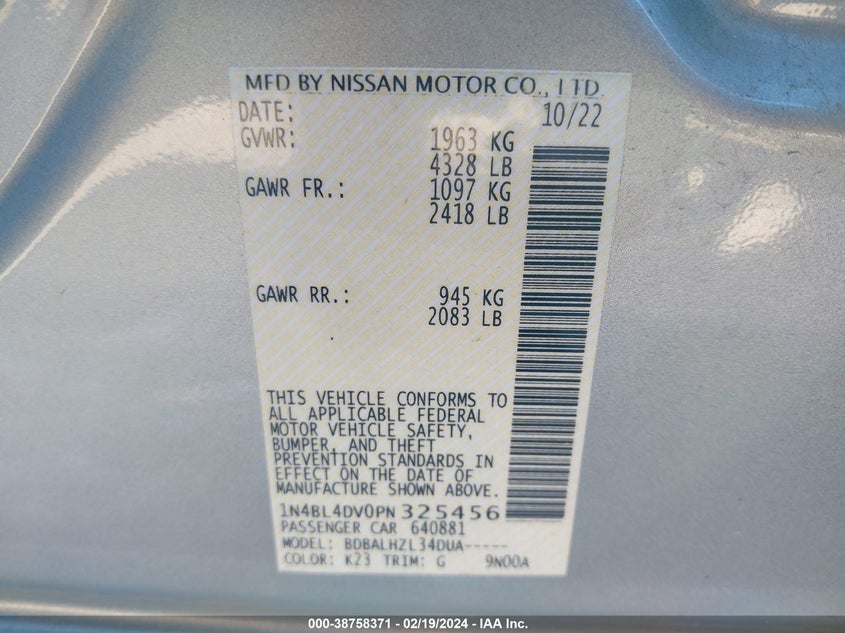 MFD BY NISSAN MOTOR CO., LTD.
DATE: 10/22
GVWR: 1963 KG
4328 LB
GAWR FR.: 1097 KG
2418 LB
GAWR RR.: 945 KG
2083 LB
THIS VEHICLE CONFORMS TO
ALL APPLICABLE FEDERAL
MOTOR VEHICLE SAFETY,
BUMPER, AND THEFT
PREVENTION STANDARDS IN
EFFECT ON THE DATE OF
MANUFACTURE SHOWN ABOVE.
1N4BL4DV0PN325456
PASSENGER CAR 640881
MODEL: BDBALHZL34DUA-----
COLOR: K23 TRIM: G 9N00A
000-38758371 - 02/19/2024 - IAA Inc.